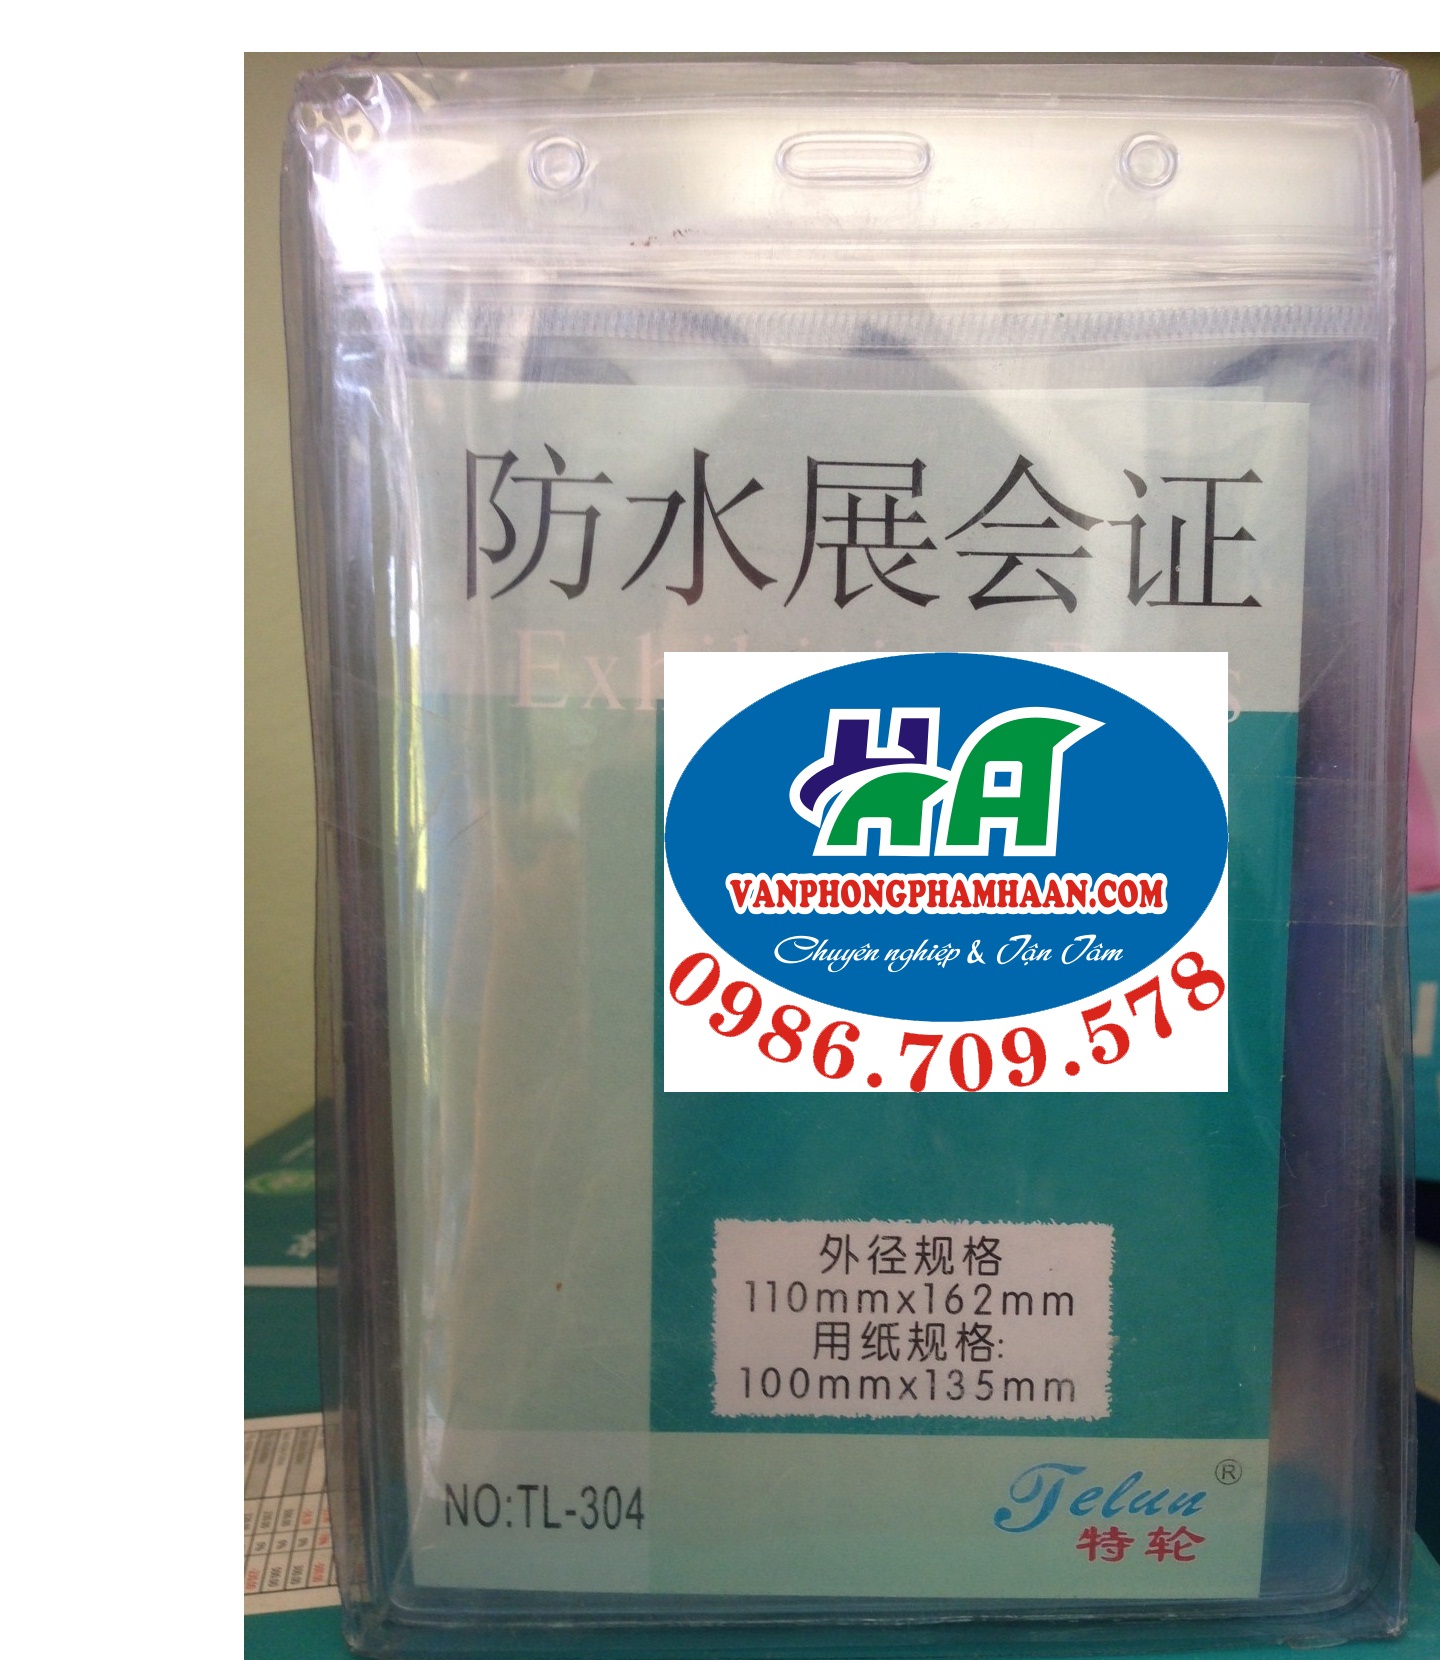 防水展会证
HA
VANPHONGPHAMHAAN.COM
Chuyên nghiệp & Tận Tâm
0986.709.578
外径规格
110mmx162mm
用纸规格:
100mmx135mm
NO:TL-304
Telun®
特轮